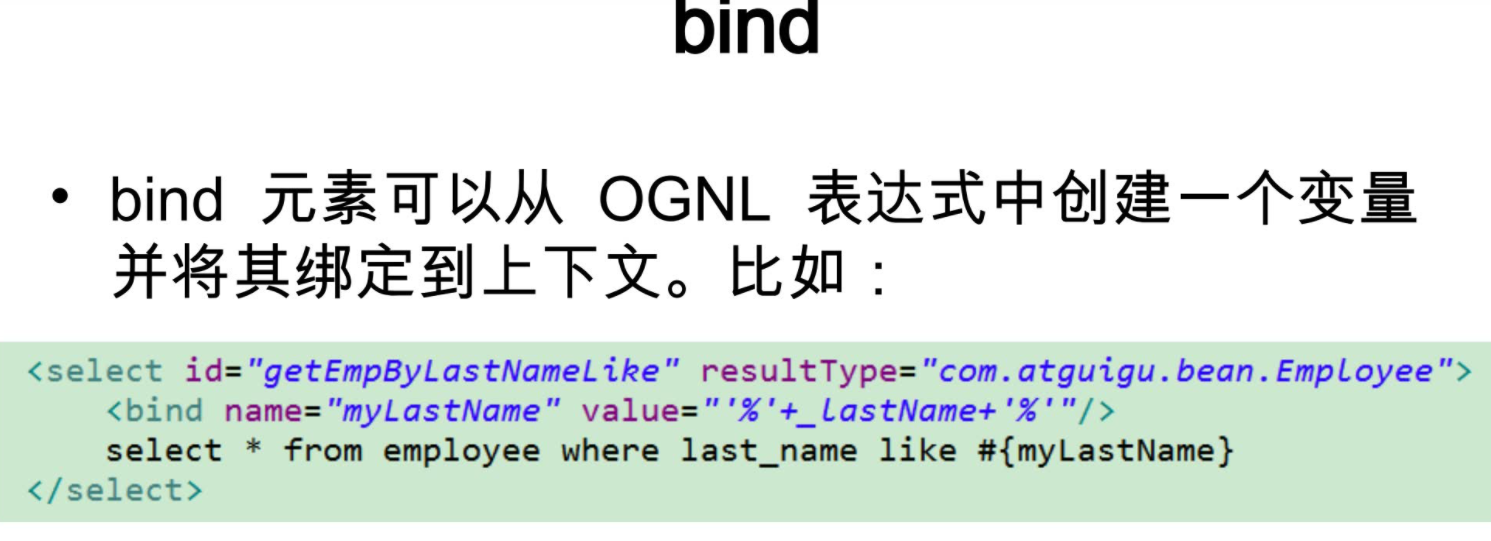 bind
• bind 元素可以从 OGNL 表达式中创建一个变量
并将其绑定到上下文。比如：
<select id="getEmpByLastNameLike" resultType="com.atguigu.bean.Employee">
<bind name="myLastName" value="'%'+_lastName+'%'"/>
select * from employee where last_name like #{myLastName}
</select>